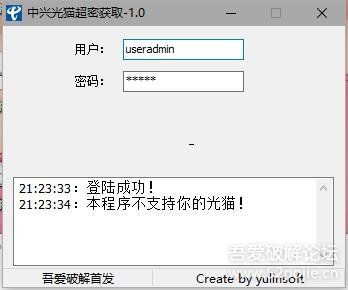 中兴光猫超密获取-1.0
用户： useradmin
密码： *****
21:23:33：登陆成功！
21:23:34：本程序不支持你的光猫！
吾爱破解论坛
吾爱破解首发 Create by yulinsoft
www.52pojie.cn